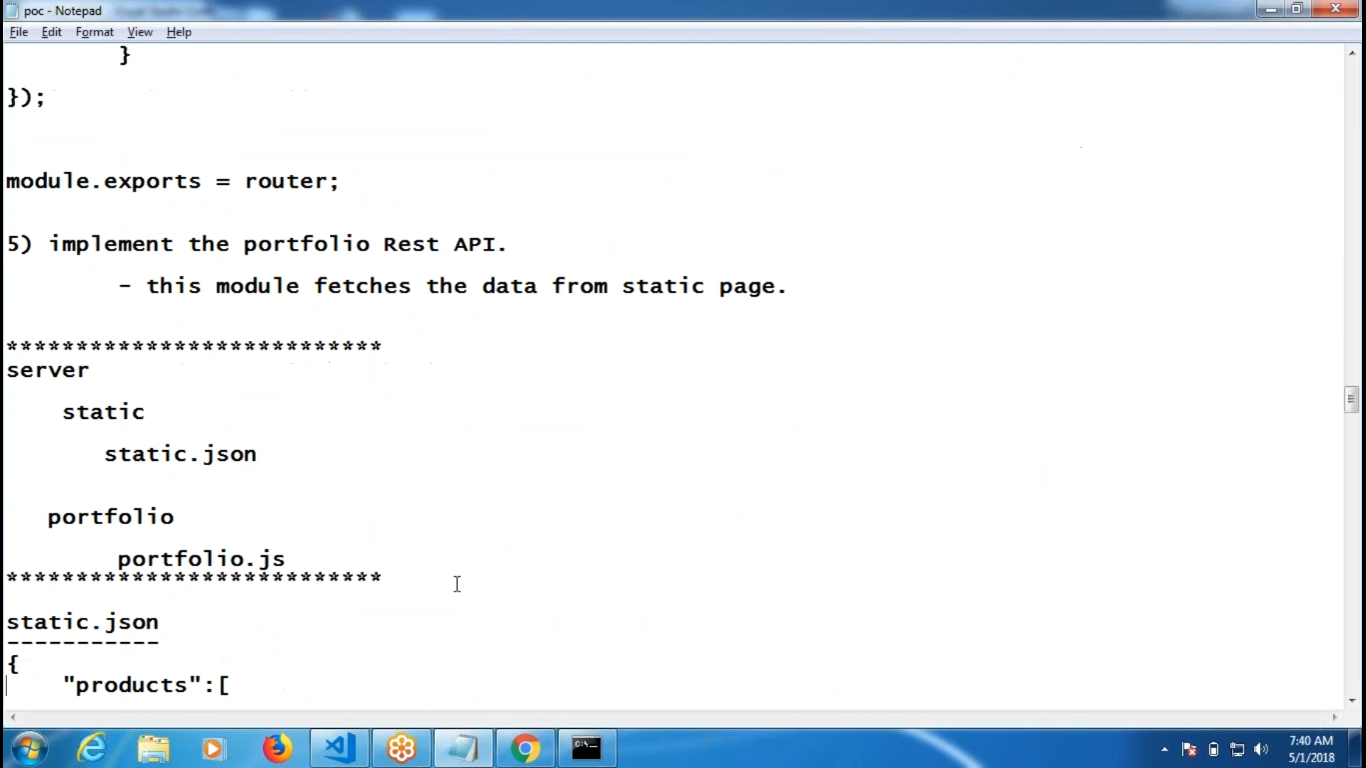 poc - Notepad
File Edit Format View Help
}
});
module.exports = router;
5) implement the portfolio Rest API.
- this module fetches the data from static page.
***************************
server
static
static.json
portfolio
portfolio.js
***************************
static.json
-----------
{
"products":[
7:40 AM
5/1/2018